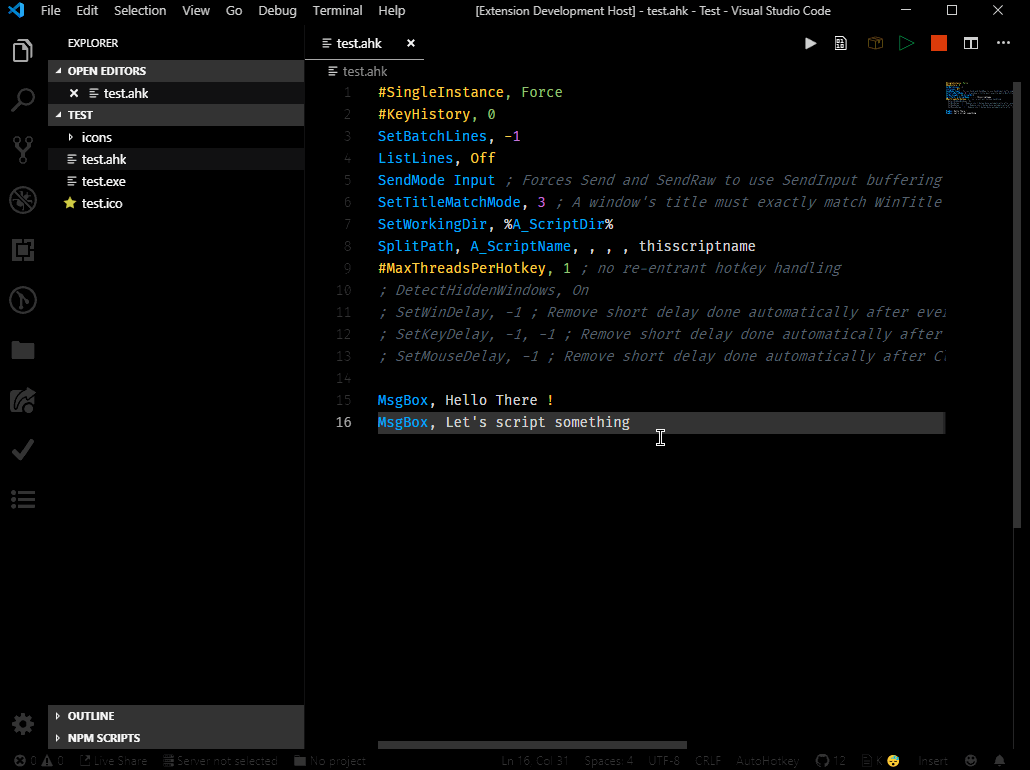 File Edit Selection View Go Debug Terminal Help [Extension Development Host] - test.ahk - Test - Visual Studio Code
EXPLORER
OPEN EDITORS
test.ahk
TEST
icons
test.ahk
test.exe
test.ico
OUTLINE
NPM SCRIPTS
test.ahk
test.ahk
1 #SingleInstance, Force
2 #KeyHistory, 0
3 SetBatchLines, -1
4 ListLines, Off
5 SendMode Input ; Forces Send and SendRaw to use SendInput buffering
6 SetTitleMatchMode, 3 ; A window's title must exactly match WinTitle
7 SetWorkingDir, %A_ScriptDir%
8 SplitPath, A_ScriptName, , , , thisscriptname
9 #MaxThreadsPerHotkey, 1 ; no re-entrant hotkey handling
10 ; DetectHiddenWindows, On
11 ; SetWinDelay, -1 ; Remove short delay done automatically after ever
12 ; SetKeyDelay, -1, -1 ; Remove short delay done automatically after
13 ; SetMouseDelay, -1 ; Remove short delay done automatically after Cl
14
15 MsgBox, Hello There !
16 MsgBox, Let's script something
0 0 Live Share Server not selected No project Ln 16, Col 31 Spaces: 4 UTF-8 CRLF AutoHotkey 12 K Insert